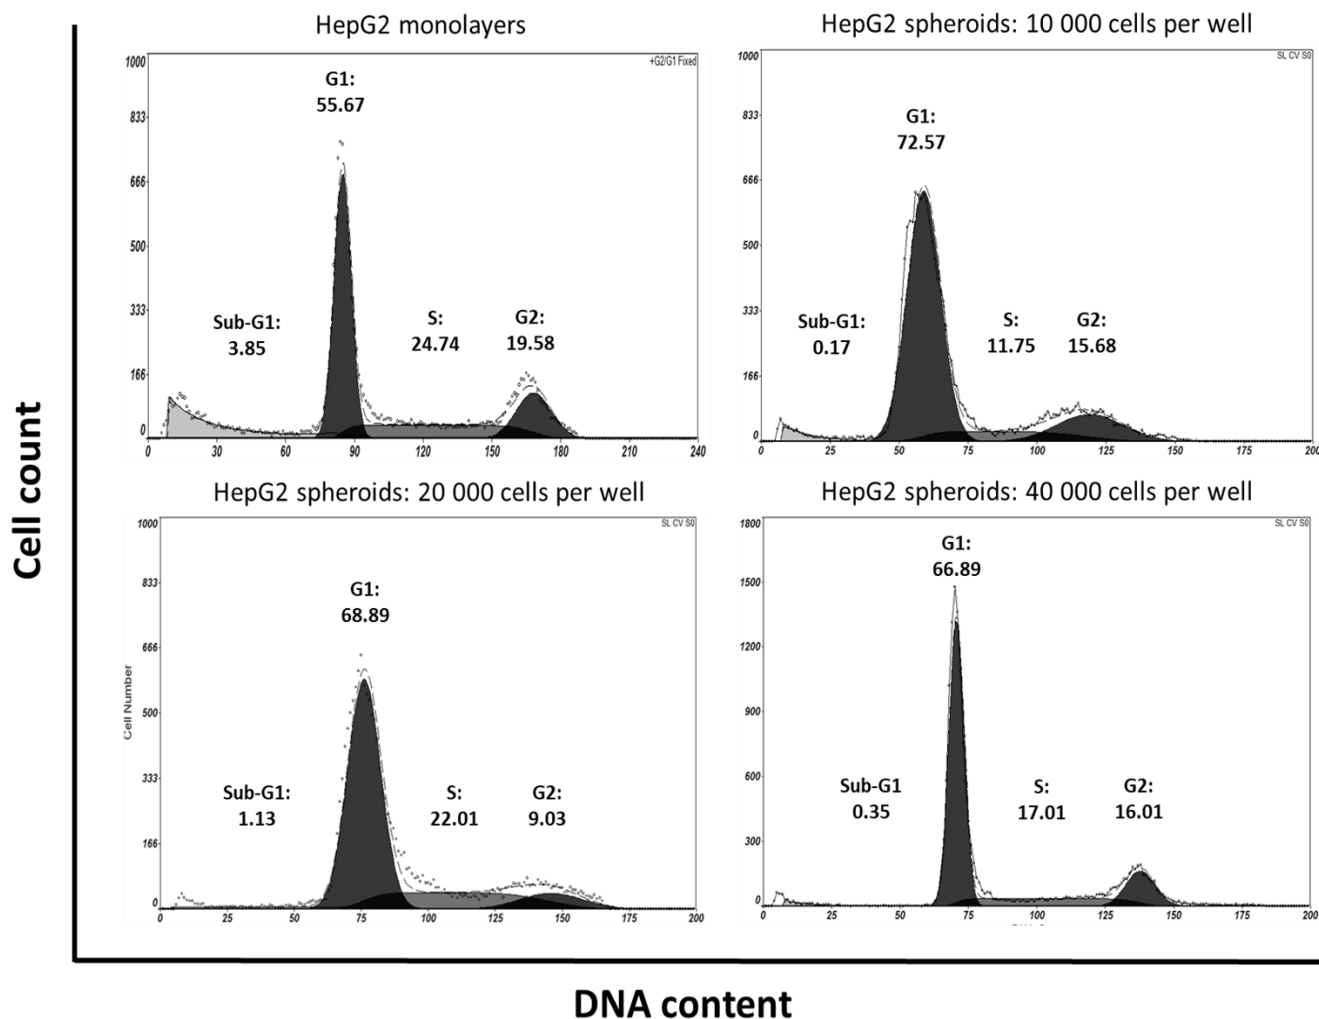 HepG2 monolayers
+G2/G1 Fixed
1000
833
666
500
333
166
0
G1:
55.67
Sub-G1:
3.85
S:
24.74
G2:
19.58
0 30 60 90 120 150 180 210 240
HepG2 spheroids: 10 000 cells per well
SL CV S0
1000
833
666
500
333
166
0
G1:
72.57
Sub-G1:
0.17
S:
11.75
G2:
15.68
0 25 50 75 100 125 150 175 200
HepG2 spheroids: 20 000 cells per well
SL CV S0
1000
833
666
500
333
166
0
Cell Number
G1:
68.89
Sub-G1:
1.13
S:
22.01
G2:
9.03
0 25 50 75 100 125 150 175 200
HepG2 spheroids: 40 000 cells per well
SL CV S0
1800
1500
1200
900
600
300
0
G1:
66.89
Sub-G1
0.35
S:
17.01
G2:
16.01
0 25 50 75 100 125 150 175 200
Cell count
DNA content